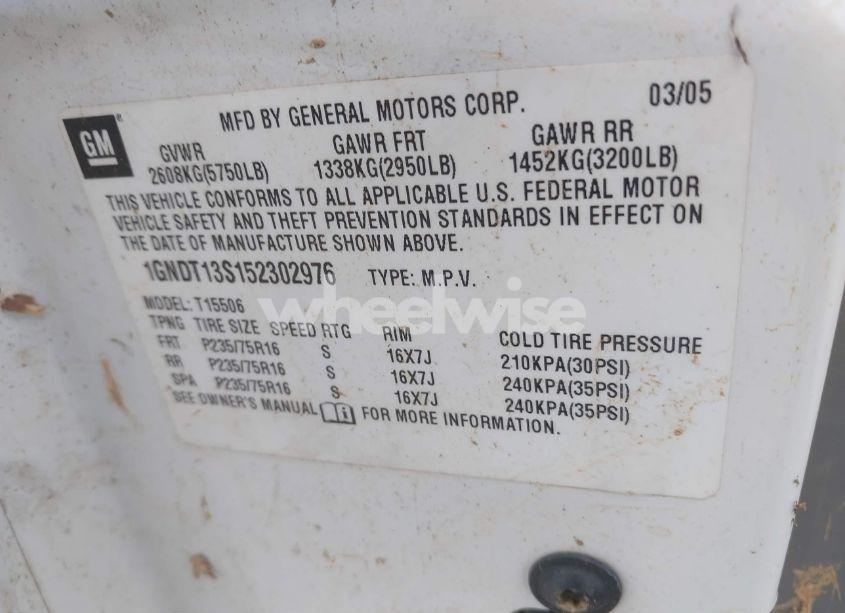 GM
MFD BY GENERAL MOTORS CORP. 03/05
GVWR GAWR FRT GAWR RR
2608KG(5750LB) 1338KG(2950LB) 1452KG(3200LB)
THIS VEHICLE CONFORMS TO ALL APPLICABLE U.S. FEDERAL MOTOR
VEHICLE SAFETY AND THEFT PREVENTION STANDARDS IN EFFECT ON
THE DATE OF MANUFACTURE SHOWN ABOVE.
1GNDT13S152302976 TYPE: M.P.V.
wheelwise
MODEL: T15506
TPNG TIRE SIZE SPEED RTG RIM COLD TIRE PRESSURE
FRT P235/75R16 S 16X7J 210KPA(30PSI)
RR P235/75R16 S 16X7J 240KPA(35PSI)
SPA P235/75R16 S 16X7J 240KPA(35PSI)
SEE OWNER'S MANUAL i FOR MORE INFORMATION.